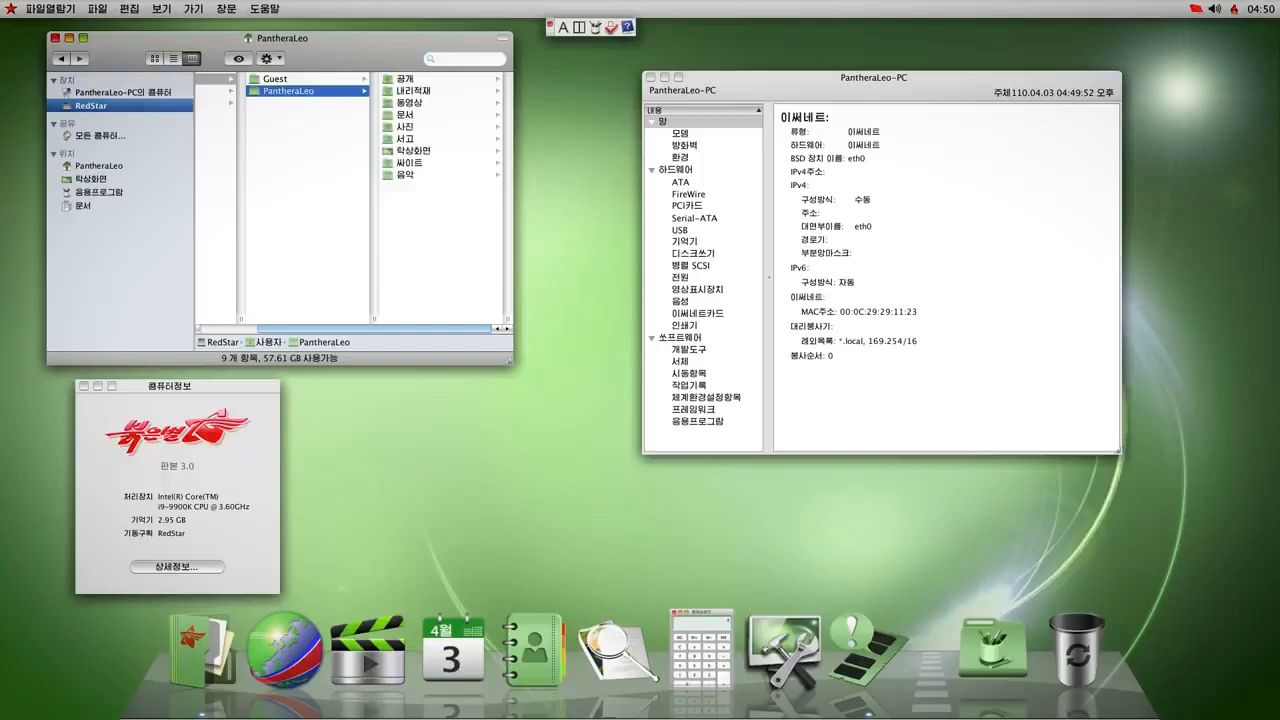 파일열람기 파일 편집 보기 가기 창문 도움말
04:50
A
PantheraLeo
장치
PantheraLeo-PC의 콤퓨터
RedStar
공유
모든 콤퓨터...
위치
PantheraLeo
탁상화면
응용프로그람
문서
Guest
PantheraLeo
공개
내리적재
동영상
문서
사진
서고
탁상화면
싸이트
음악
RedStar 사용자 PantheraLeo
9 개 항목, 57.61 GB 사용가능
콤퓨터정보
붉은별
판본 3.0
처리장치 Intel(R) Core(TM)
i9-9900K CPU @ 3.60GHz
기억기 2.95 GB
기동구획 RedStar
상세정보...
PantheraLeo-PC
PantheraLeo-PC
주체110.04.03 04:49:52 오후
내용
망
모뎀
방화벽
환경
하드웨어
ATA
FireWire
PCI카드
Serial-ATA
USB
기억기
디스크쓰기
병렬 SCSI
전원
영상표시장치
음성
이써네트카드
인쇄기
쏘프트웨어
개발도구
서체
시동항목
작업기록
체계환경설정항목
프레임워크
응용프로그람
이써네트:
류형: 이써네트
하드웨어: 이써네트
BSD 장치 이름: eth0
IPv4주소:
IPv4:
구성방식: 수동
주소:
대면부이름: eth0
경로기:
부분망마스크:
IPv6:
구성방식: 자동
이써네트:
MAC주소: 00:0C:29:29:11:23
대리봉사기:
례외목록: *.local, 169.254/16
봉사순서: 0
4월
3